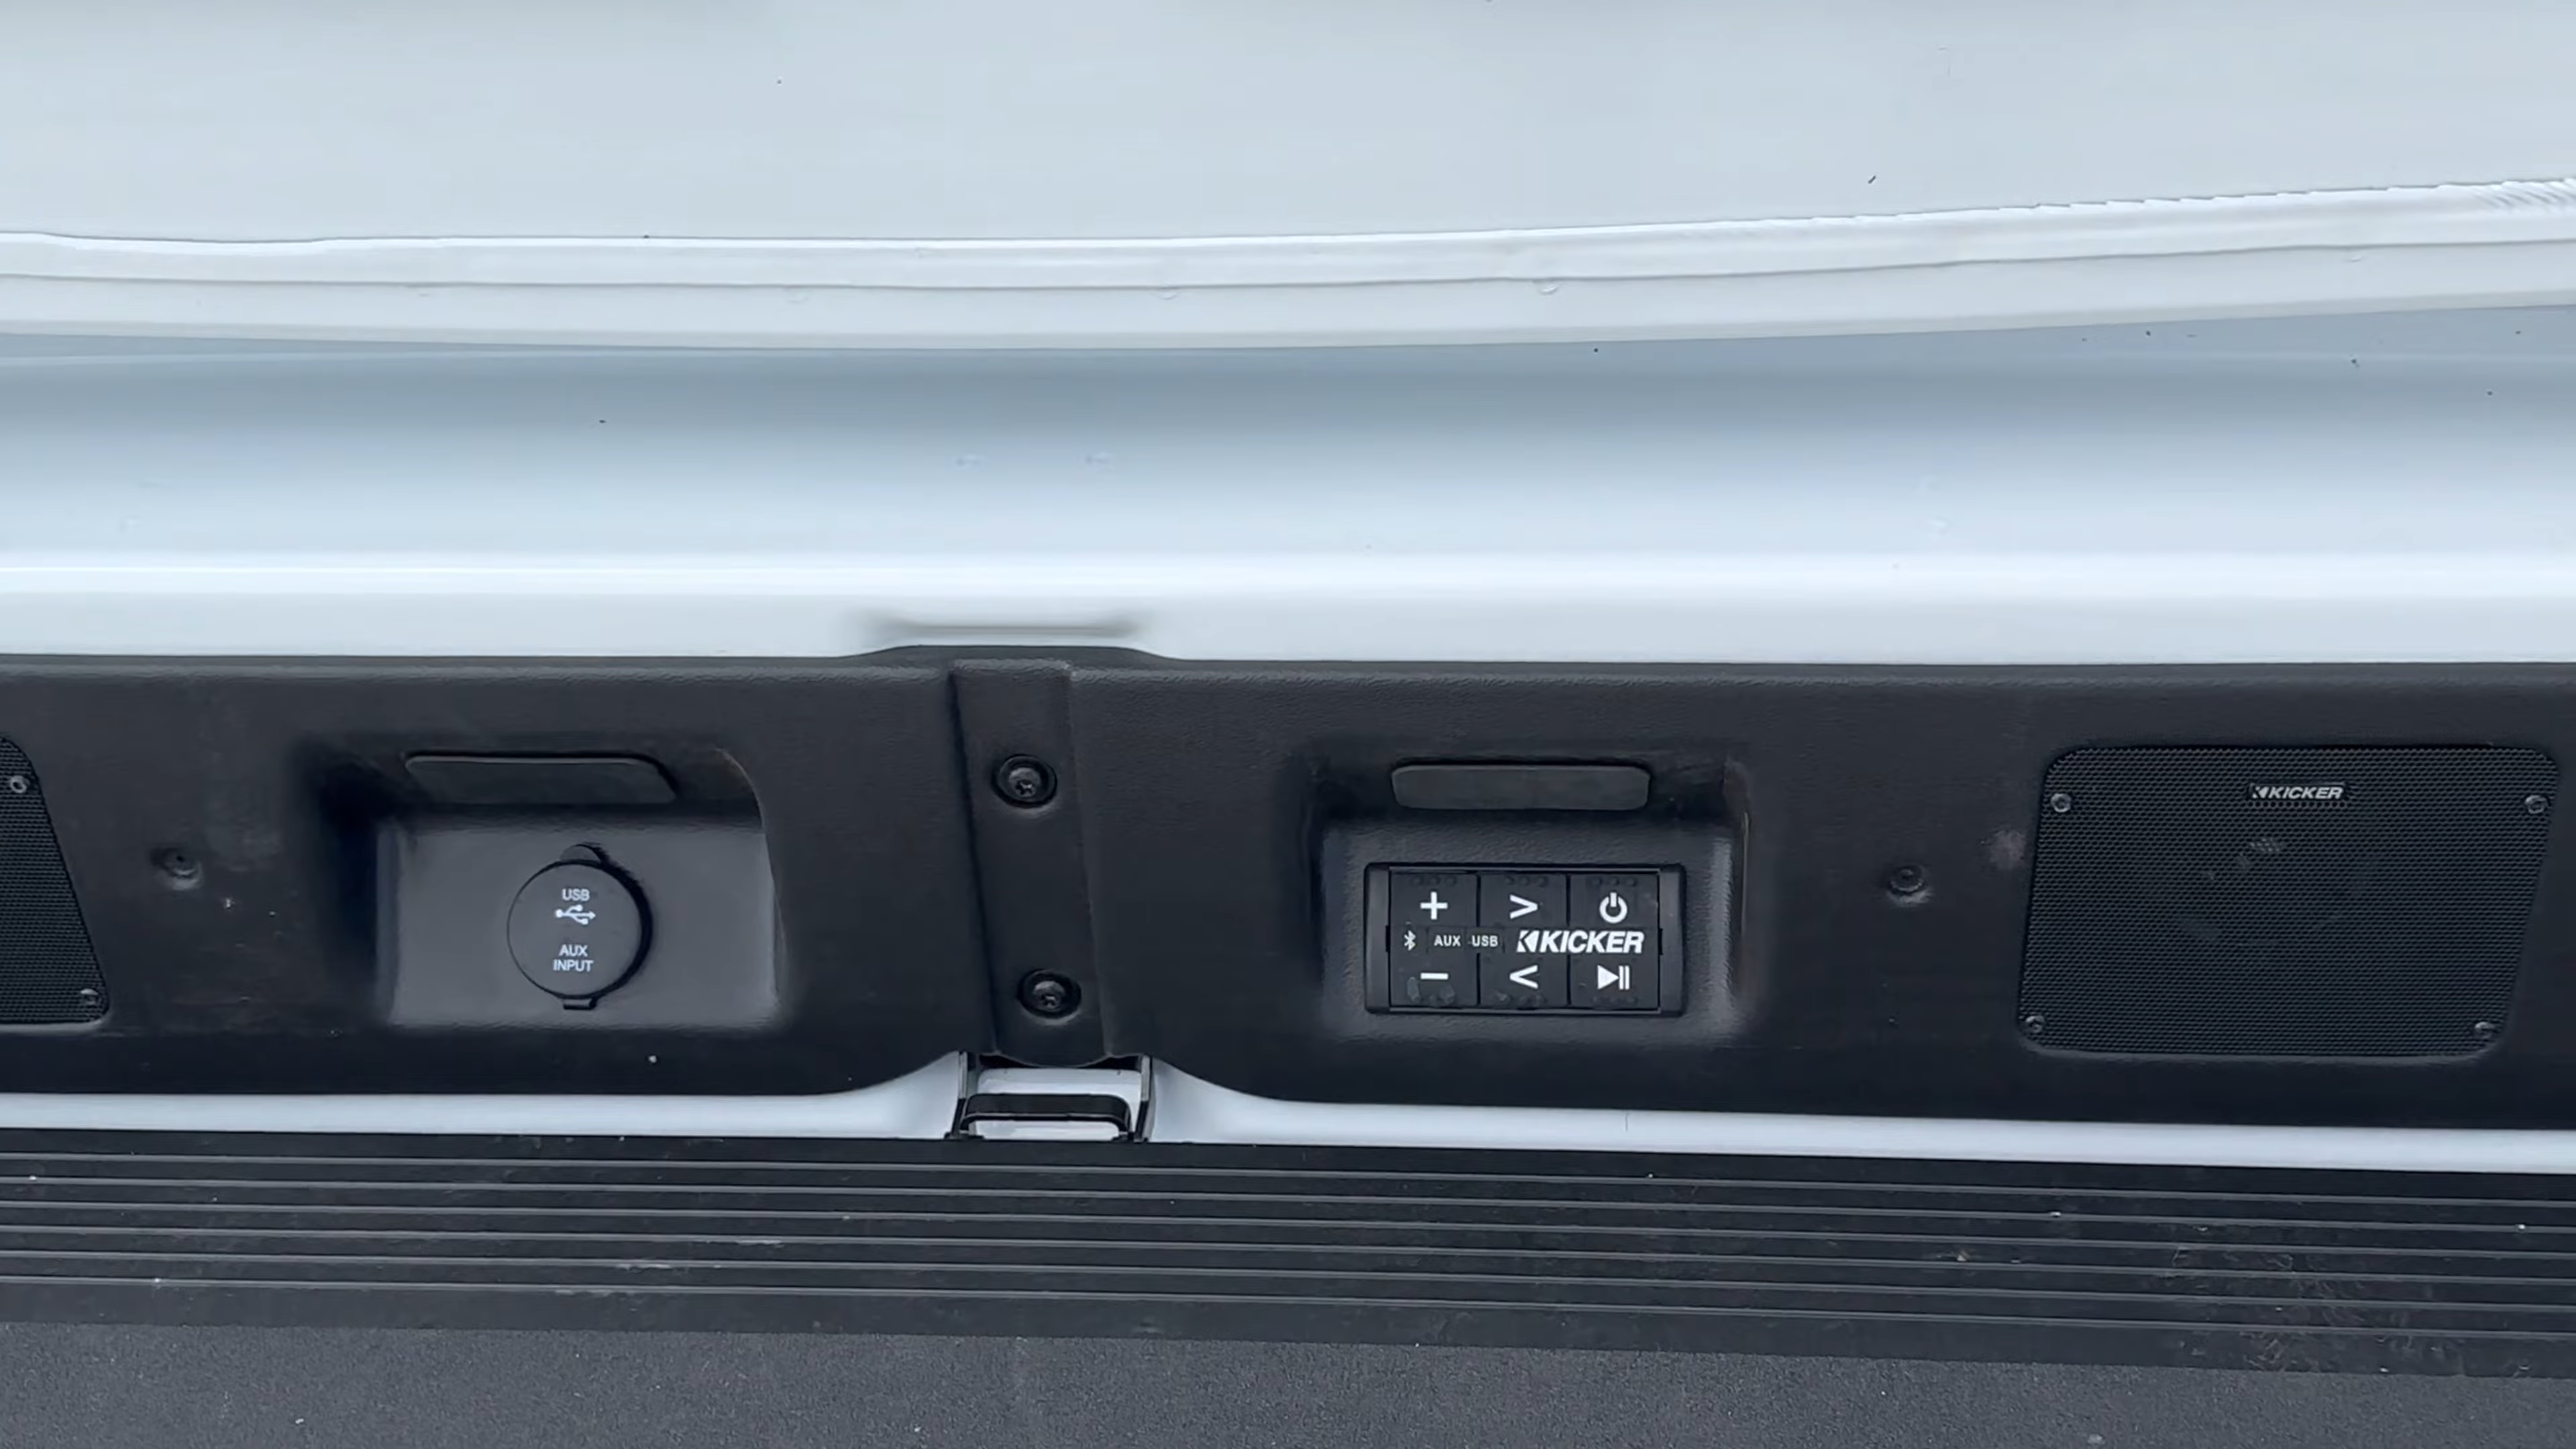 USB
AUX
INPUT
+ > 
AUX USB KICKER
− <
KICKER